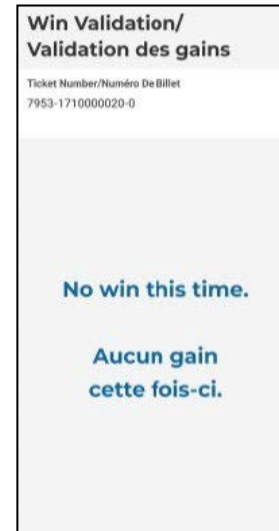 Win Validation/
Validation des gains
Ticket Number/Numéro De Billet
7953-1710000020-0
No win this time.
Aucun gain
cette fois-ci.